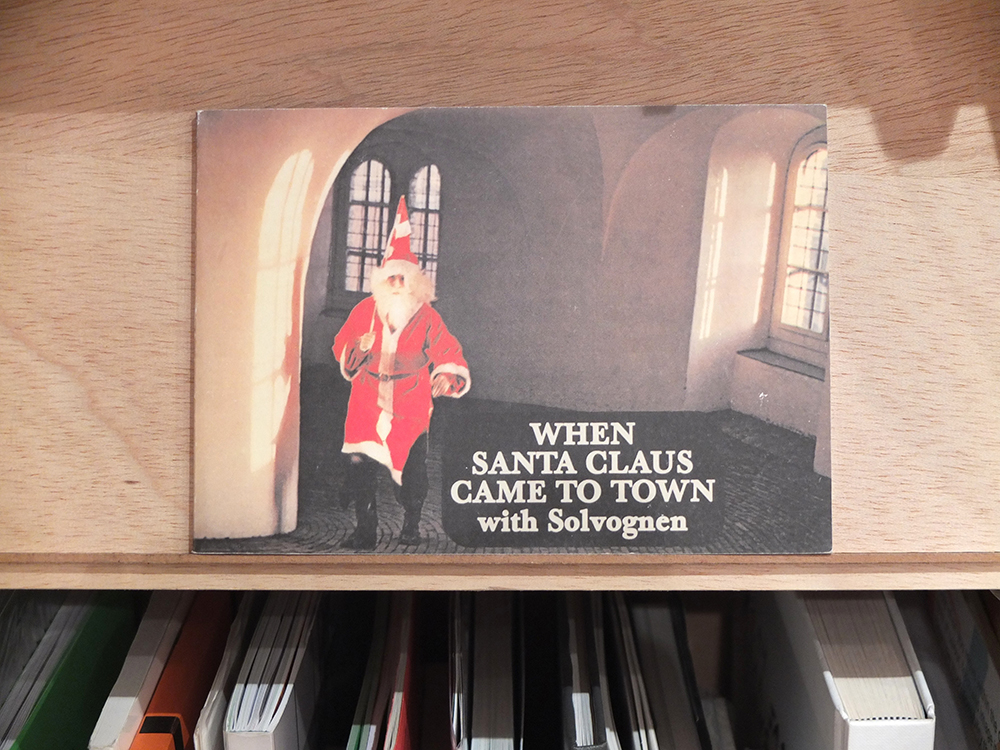 WHEN
SANTA CLAUS
CAME TO TOWN
with Solvognen